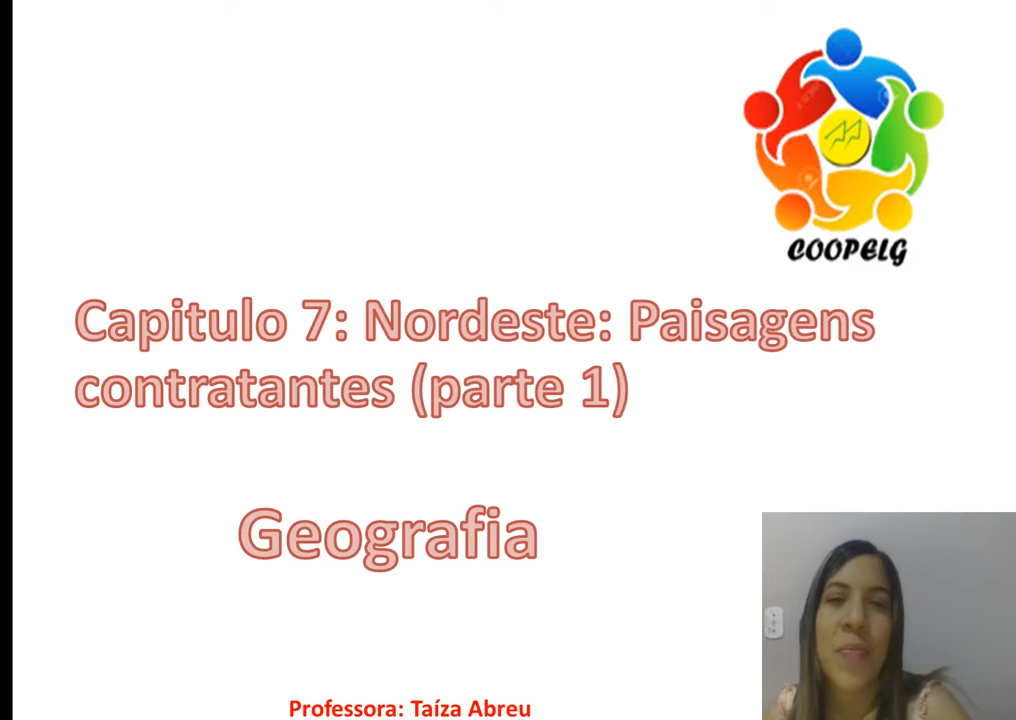 COOPELG
Capitulo 7: Nordeste: Paisagens
contratantes (parte 1)
Geografia
Professora: Taíza Abreu